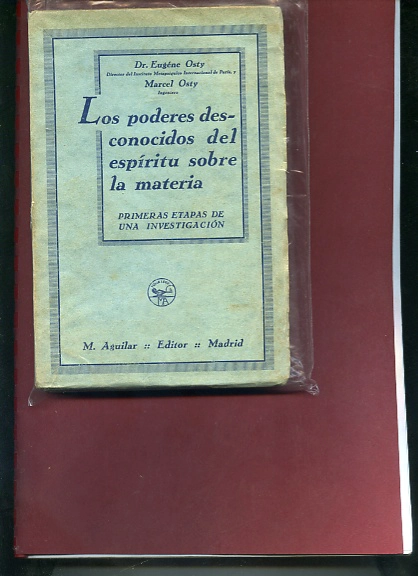 Dr. Eugéne Osty
Director del Instituto Metapsíquico Internacional de París, y
Marcel Osty
Ingeniero
Los poderes des-
conocidos del
espíritu sobre
la materia
PRIMERAS ETAPAS DE
UNA INVESTIGACIÓN
M. Aguilar :: Editor :: Madrid